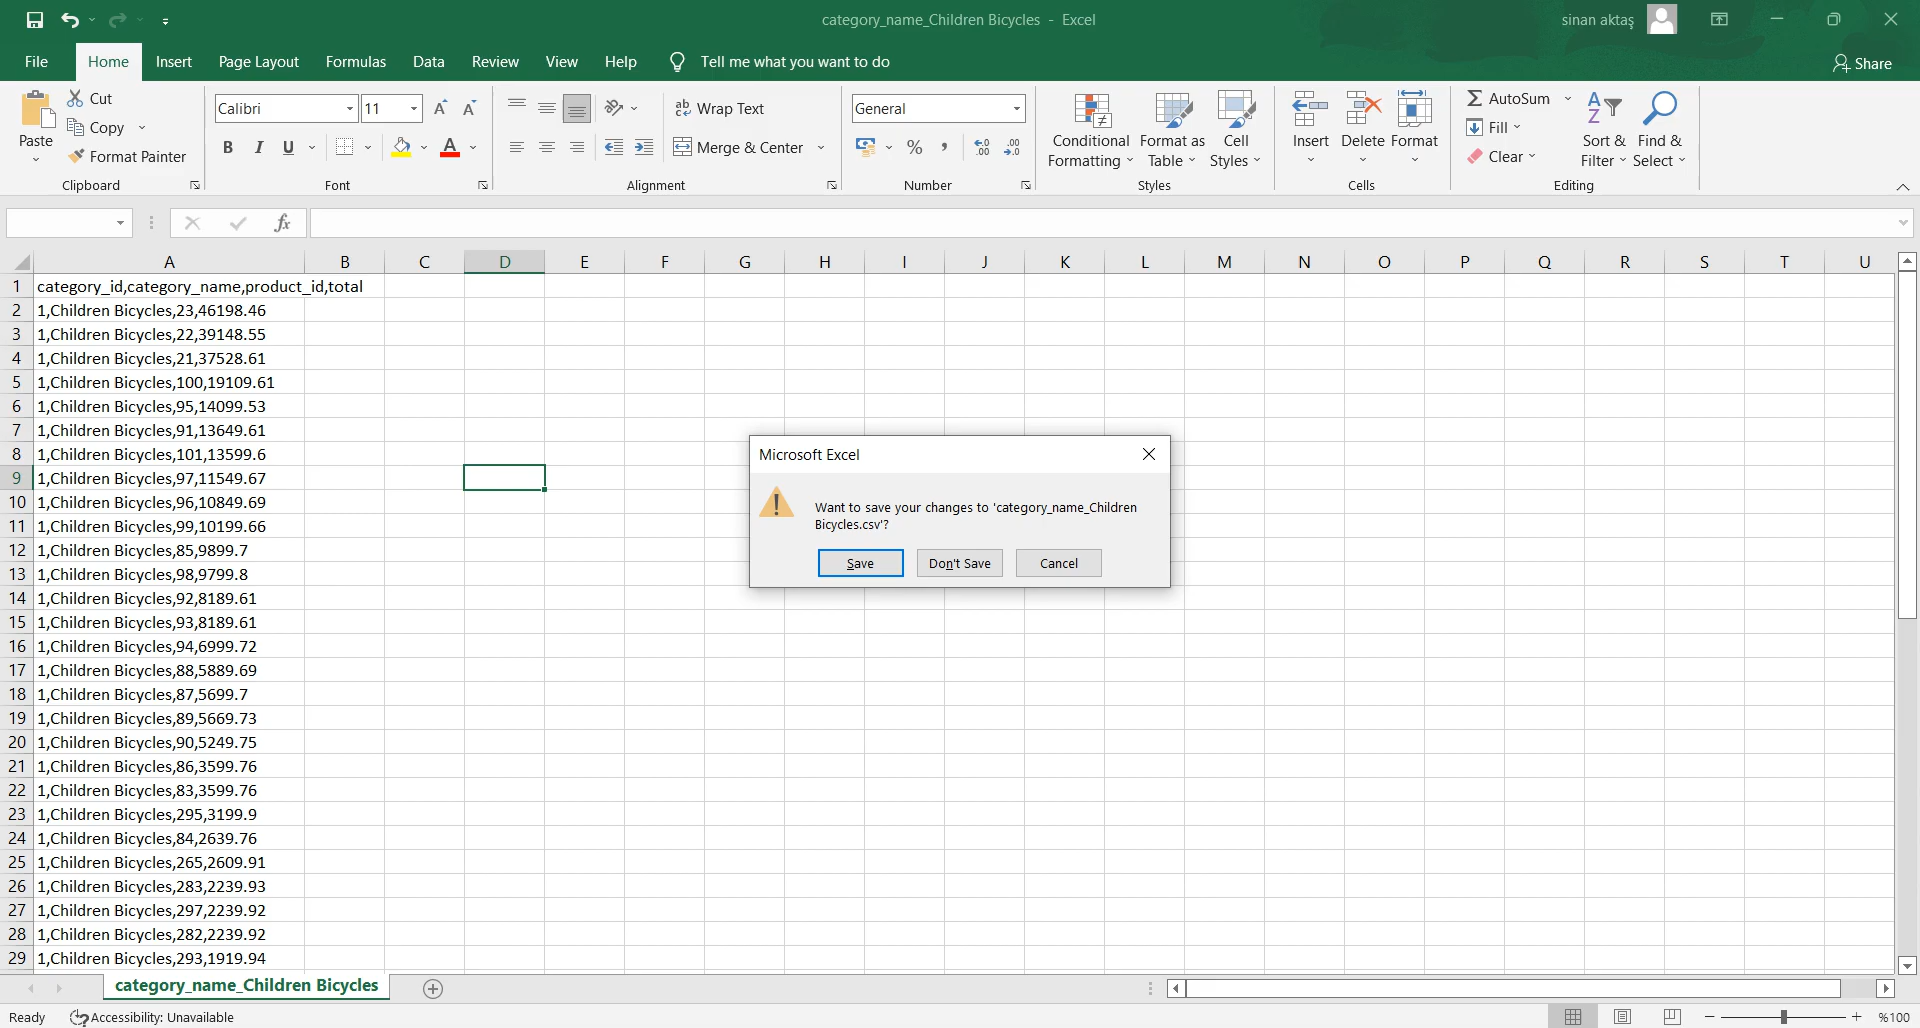 category_name_Children Bicycles - Excel
sinan aktaş
File Home Insert Page Layout Formulas Data Review View Help Tell me what you want to do
Share
Paste
Cut
Copy
Format Painter
Clipboard
Calibri 11
B I U A
Font
Wrap Text
Merge & Center
Alignment
General
% ,
Number
Conditional Formatting
Format as Table
Cell Styles
Styles
Insert Delete Format
Cells
AutoSum
Fill
Clear
Sort & Filter
Find & Select
Editing
fx
A B C D E F G H I J K L M N O P Q R S T U
1 category_id,category_name,product_id,total
2 1,Children Bicycles,23,46198.46
3 1,Children Bicycles,22,39148.55
4 1,Children Bicycles,21,37528.61
5 1,Children Bicycles,100,19109.61
6 1,Children Bicycles,95,14099.53
7 1,Children Bicycles,91,13649.61
8 1,Children Bicycles,101,13599.6
9 1,Children Bicycles,97,11549.67
10 1,Children Bicycles,96,10849.69
11 1,Children Bicycles,99,10199.66
12 1,Children Bicycles,85,9899.7
13 1,Children Bicycles,98,9799.8
14 1,Children Bicycles,92,8189.61
15 1,Children Bicycles,93,8189.61
16 1,Children Bicycles,94,6999.72
17 1,Children Bicycles,88,5889.69
18 1,Children Bicycles,87,5699.7
19 1,Children Bicycles,89,5669.73
20 1,Children Bicycles,90,5249.75
21 1,Children Bicycles,86,3599.76
22 1,Children Bicycles,83,3599.76
23 1,Children Bicycles,295,3199.9
24 1,Children Bicycles,84,2639.76
25 1,Children Bicycles,265,2609.91
26 1,Children Bicycles,283,2239.93
27 1,Children Bicycles,297,2239.92
28 1,Children Bicycles,282,2239.92
29 1,Children Bicycles,293,1919.94
Microsoft Excel
Want to save your changes to 'category_name_Children
Bicycles.csv'?
Save Don't Save Cancel
category_name_Children Bicycles
Ready Accessibility: Unavailable
%100